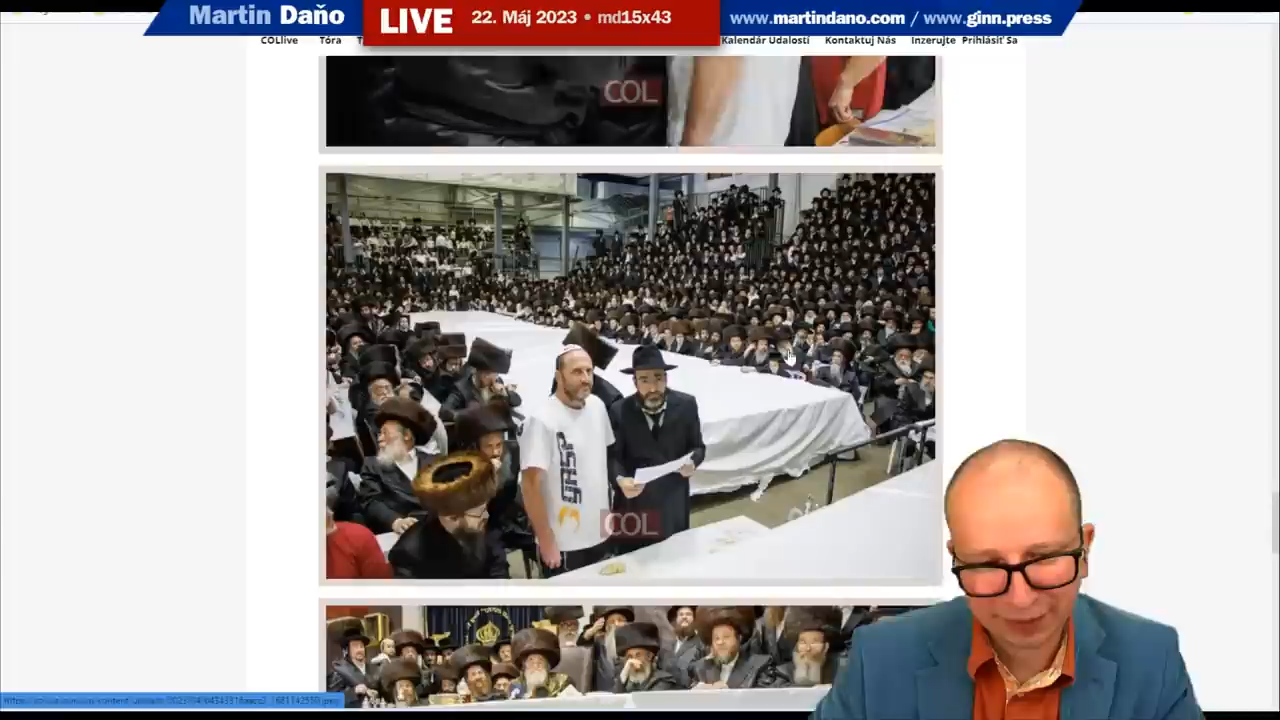 Martin Daňo
LIVE
22. Máj 2023 • md15x43
www.martindano.com / www.ginn.press
COLlive Tóra
Kalendár Udalostí Kontaktuj Nás Inzerujte Prihlásiť Sa
COL
COL